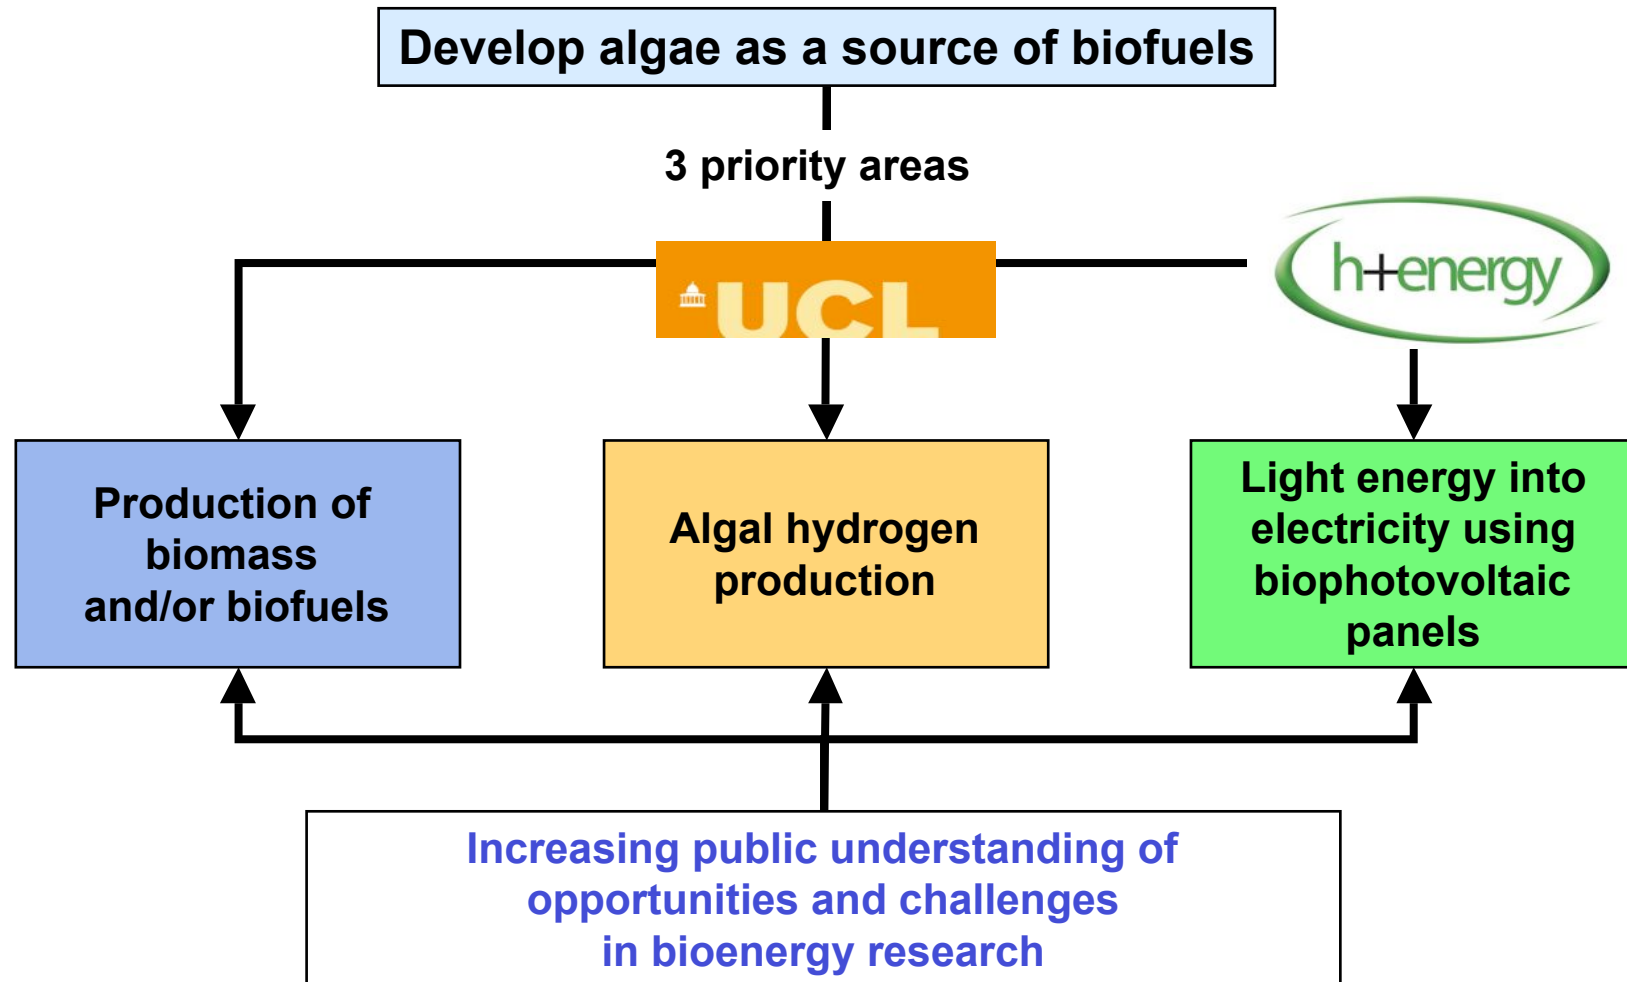 Develop algae as a source of biofuels
3 priority areas
UCL
h+energy
Production of
biomass
and/or biofuels
Algal hydrogen
production
Light energy into
electricity using
biophotovoltaic
panels
Increasing public understanding of
opportunities and challenges
in bioenergy research